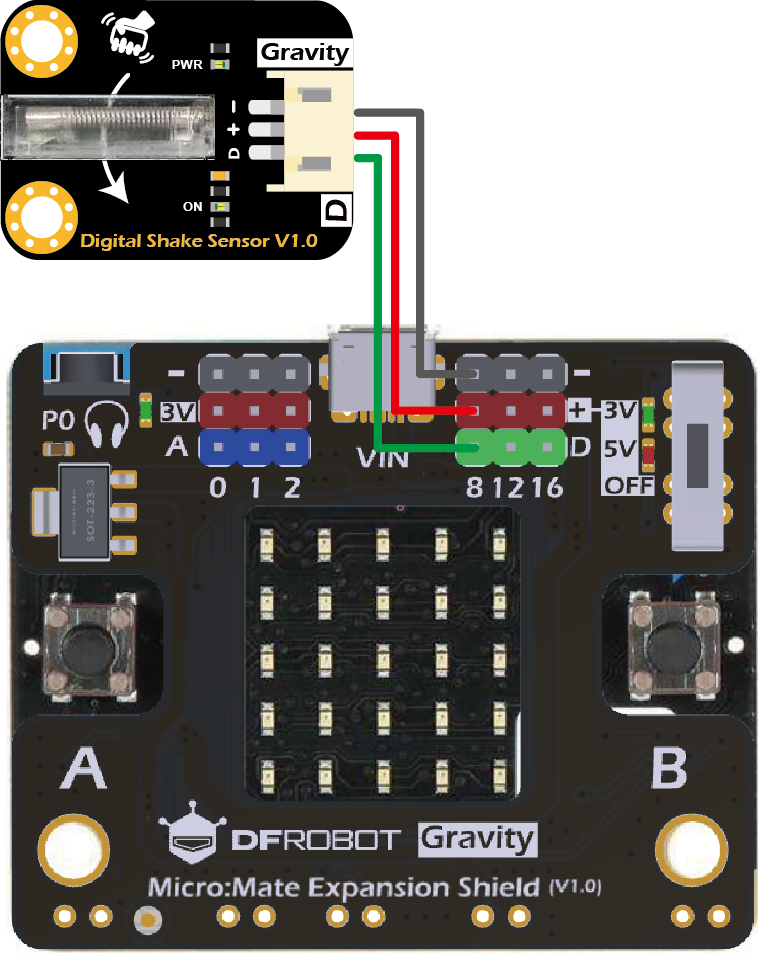 Gravity
PWR
-
+
D
D
ON
Digital Shake Sensor V1.0
- -
P0 3V + 3V
A VIN D 5V
OFF
0 1 2 8 12 16
SOT-223-3
A B
DFROBOT Gravity
Micro:Mate Expansion Shield (V1.0)